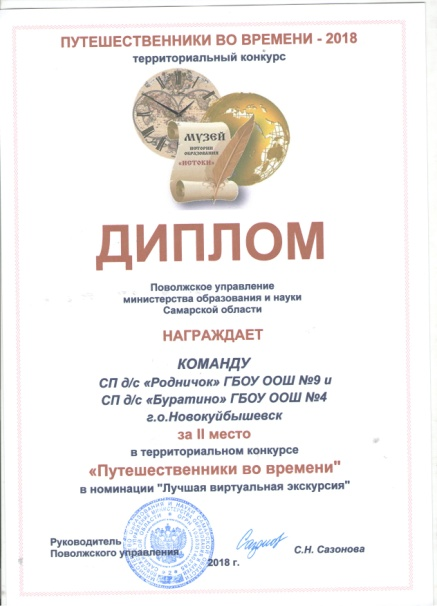 ПУТЕШЕСТВЕННИКИ ВО ВРЕМЕНИ - 2018
территориальный конкурс
МУЗЕЙ
ИСТОРИИ
ОБРАЗОВАНИЯ
«ИСТОКИ»
ДИПЛОМ
Поволжское управление
министерства образования и науки
Самарской области
НАГРАЖДАЕТ
КОМАНДУ
СП д/с «Родничок» ГБОУ ООШ №9 и
СП д/с «Буратино» ГБОУ ООШ №4
г.о.Новокуйбышевск
за II место
в территориальном конкурсе
«Путешественники во времени"
в номинации "Лучшая виртуальная экскурсия"
Руководитель
Поволжского управления
С.Н. Сазонова
2018 г.